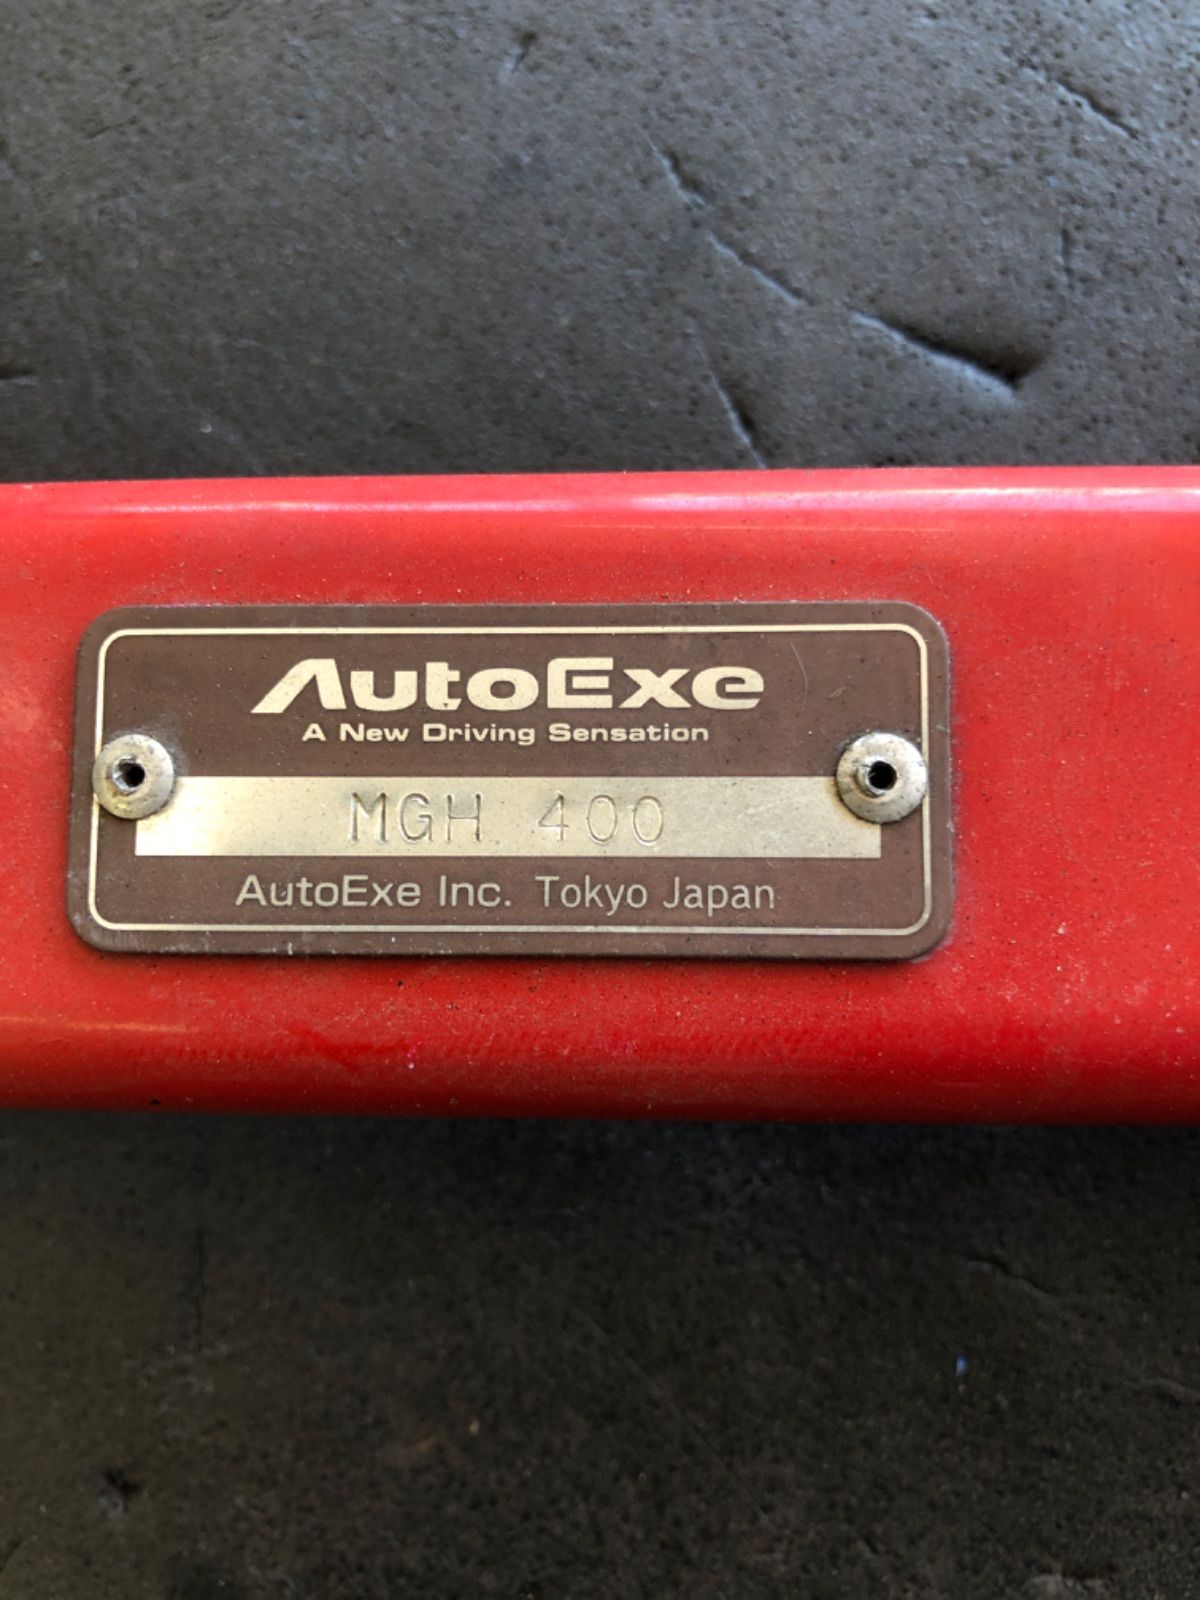 AutoExe
A New Driving Sensation
MGH 400
AutoExe Inc. Tokyo Japan